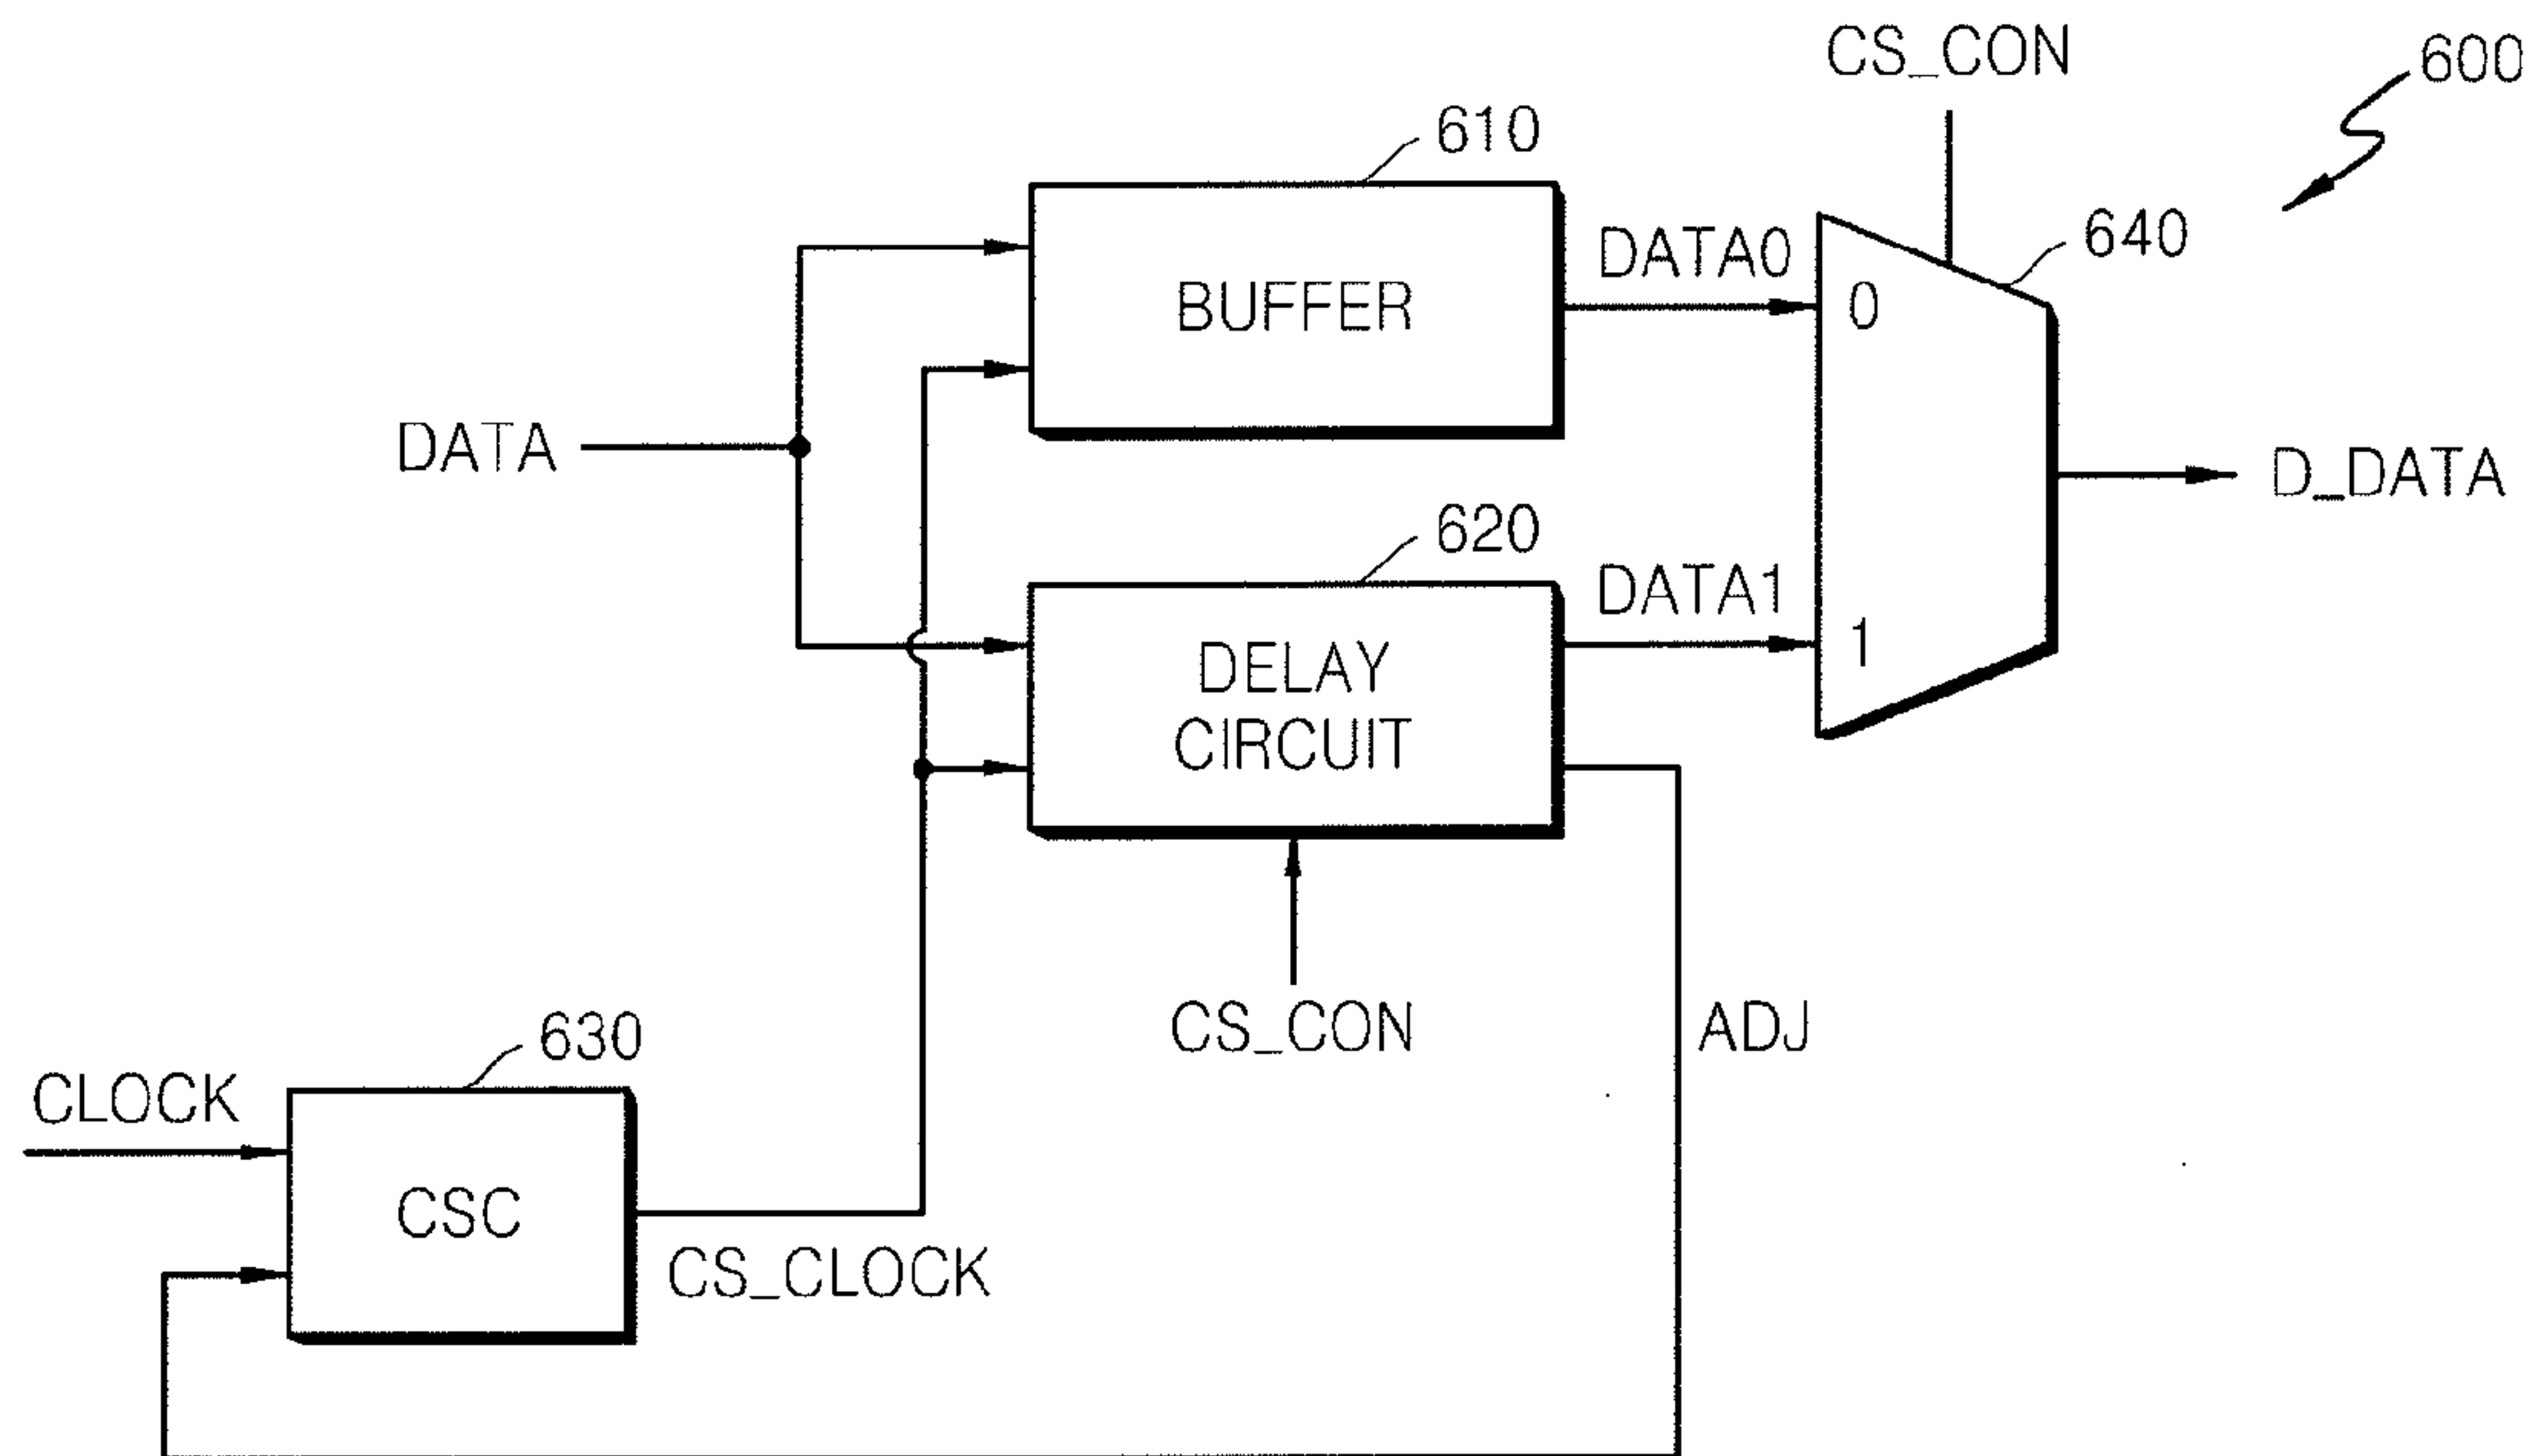 CS_CON
600
610
BUFFER
DATA0
640
0
DATA
D_DATA
620
DATA1
1
DELAY
CIRCUIT
CS_CON
ADJ
630
CLOCK
CSC
CS_CLOCK